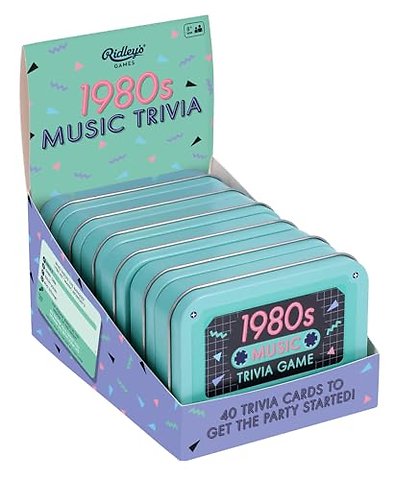 Ridley's
GAMES
1980s
MUSIC TRIVIA
1980s
MUSIC
TRIVIA GAME
40 TRIVIA CARDS TO
GET THE PARTY STARTED!